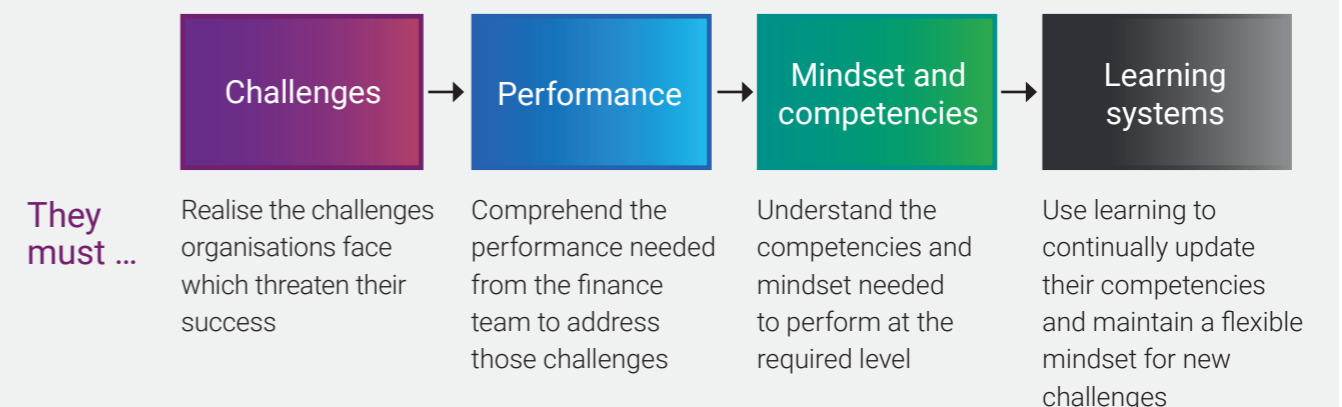 Challenges
Performance
Mindset and
competencies
Learning
systems
They
must ...
Realise the challenges
organisations face
which threaten their
success
Comprehend the
performance needed
from the finance
team to address
those challenges
Understand the
competencies and
mindset needed
to perform at the
required level
Use learning to
continually update
their competencies
and maintain a flexible
mindset for new
challenges